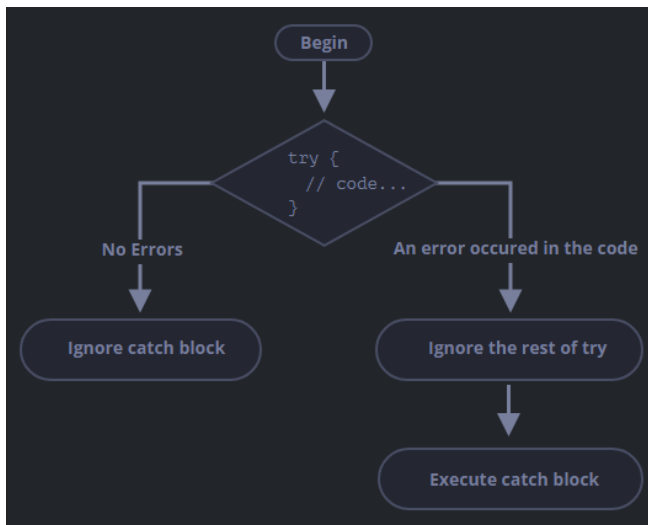 Begin
try {
// code...
}
No Errors
An error occured in the code
Ignore catch block
Ignore the rest of try
Execute catch block